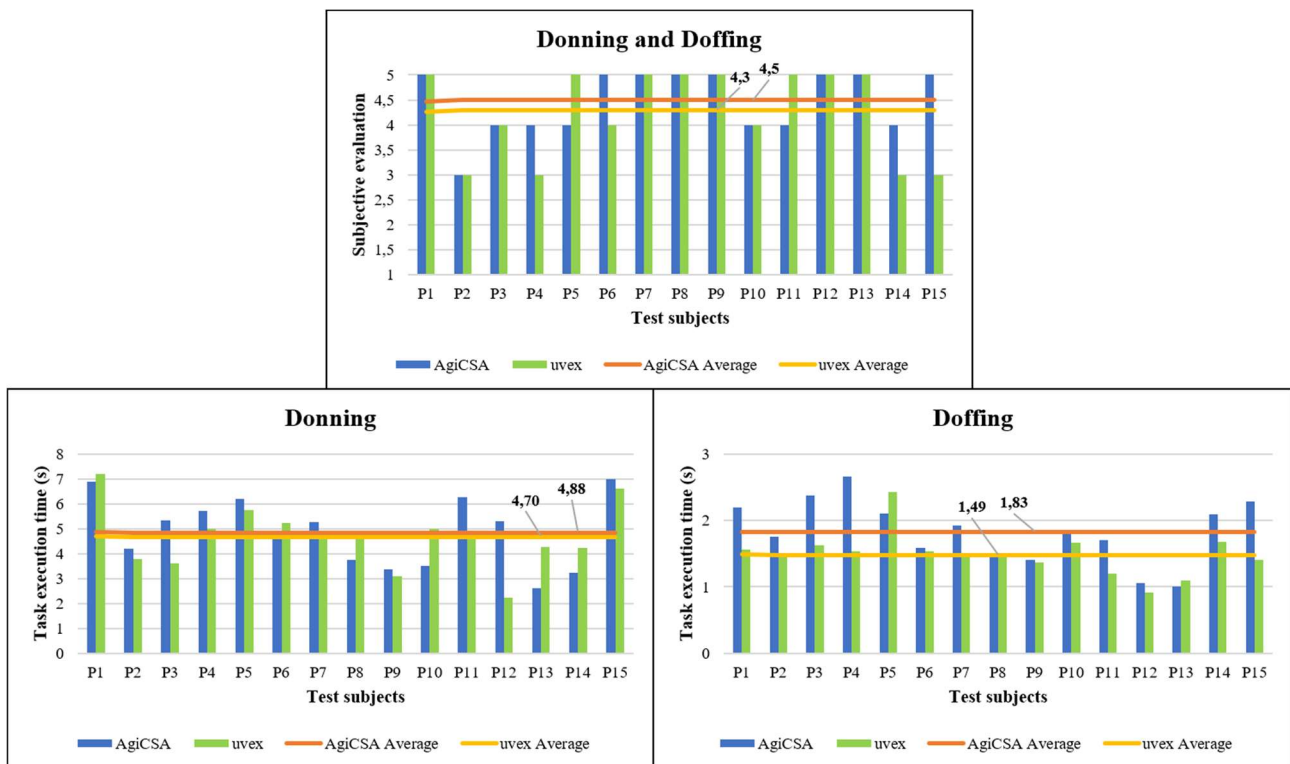 Donning and Doffing
Subjective evaluation
5
4,5
4
3,5
3
2,5
2
1,5
1
4,3 4,5
P1 P2 P3 P4 P5 P6 P7 P8 P9 P10 P11 P12 P13 P14 P15
Test subjects
AgiCSA uvex AgiCSA Average uvex Average
Donning
Task execution time (s)
8
7
6
5
4
3
2
1
0
4,70 4,88
P1 P2 P3 P4 P5 P6 P7 P8 P9 P10 P11 P12 P13 P14 P15
Test subjects
AgiCSA uvex AgiCSA Average uvex Average
Doffing
Task execution time (s)
3
2
1
0
1,49 1,83
P1 P2 P3 P4 P5 P6 P7 P8 P9 P10 P11 P12 P13 P14 P15
Test subjects
AgiCSA uvex AgiCSA Average uvex Average